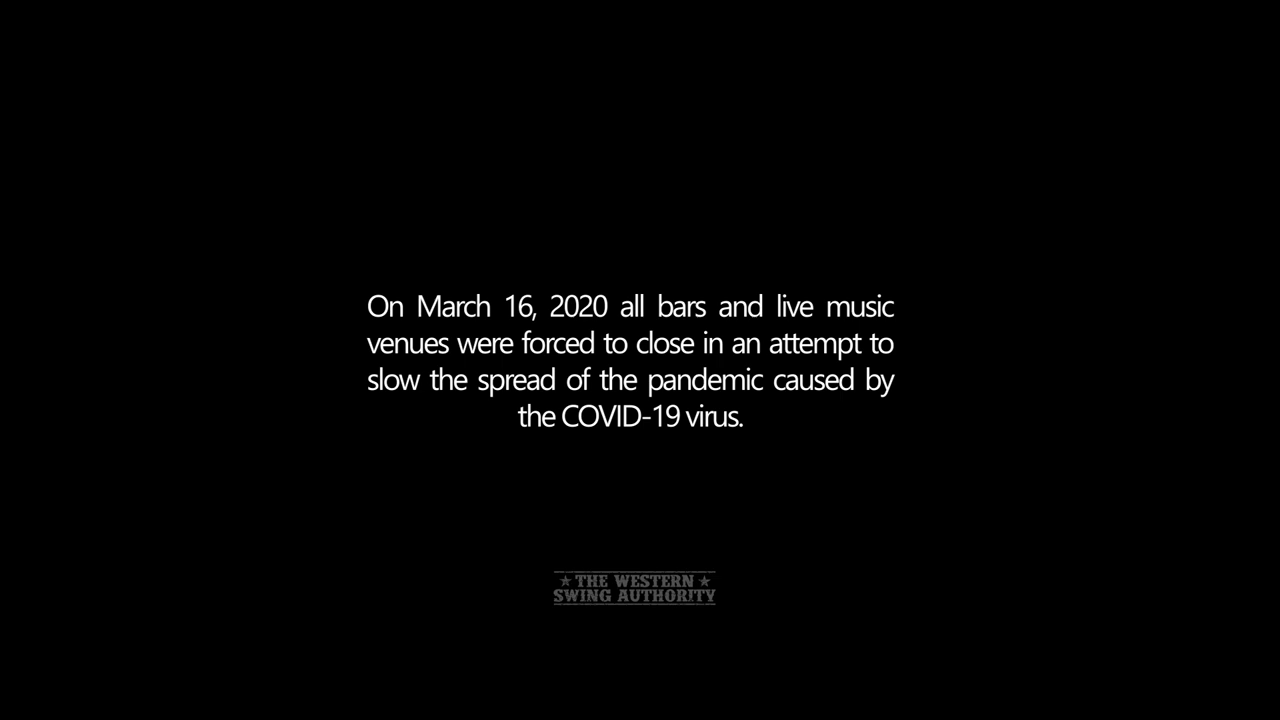 On March 16, 2020 all bars and live music
venues were forced to close in an attempt to
slow the spread of the pandemic caused by
the COVID-19 virus.
THE WESTERN
SWING AUTHORITY